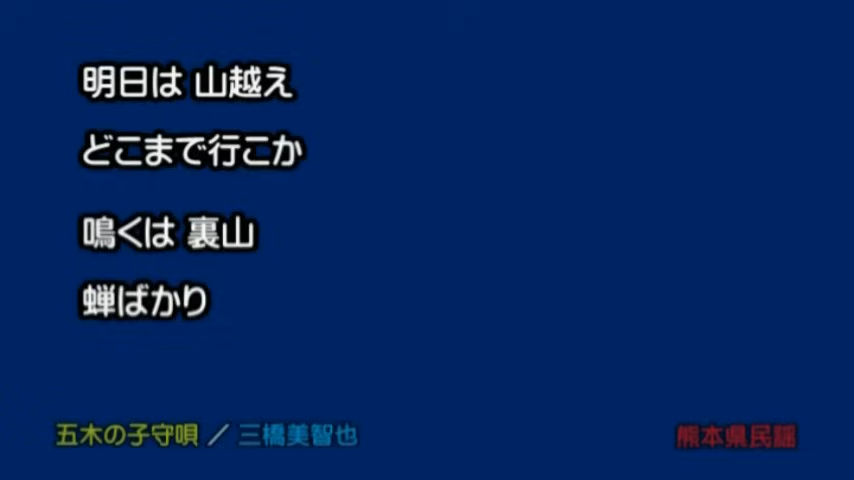 明日は 山越え
どこまで行こか
鳴くは 裏山
蝉ばかり
五木の子守唄 ／ 三橋美智也
熊本県民謡